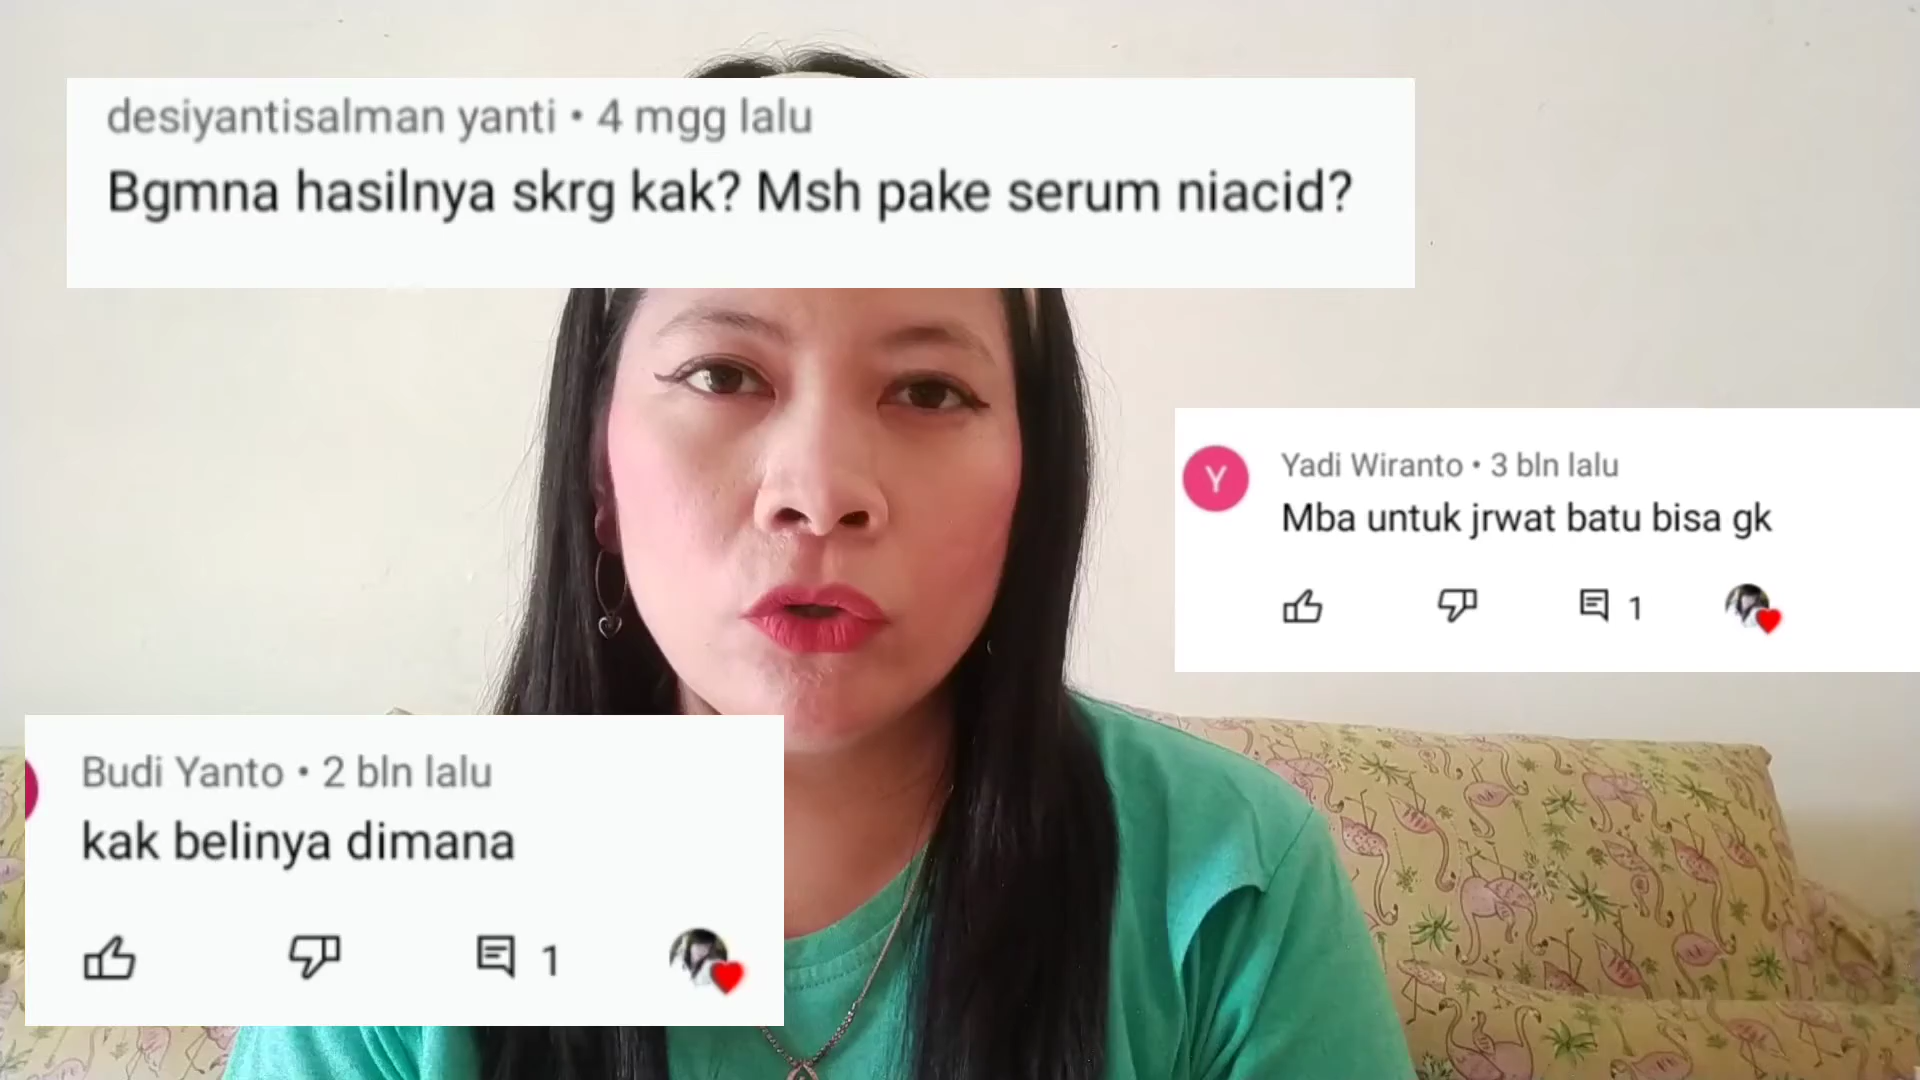 desiyantisalman yanti • 4 mgg lalu
Bgmna hasilnya skrg kak? Msh pake serum niacid?
Y
Yadi Wiranto • 3 bln lalu
Mba untuk jrwat batu bisa gk
1
Budi Yanto • 2 bln lalu
kak belinya dimana
1